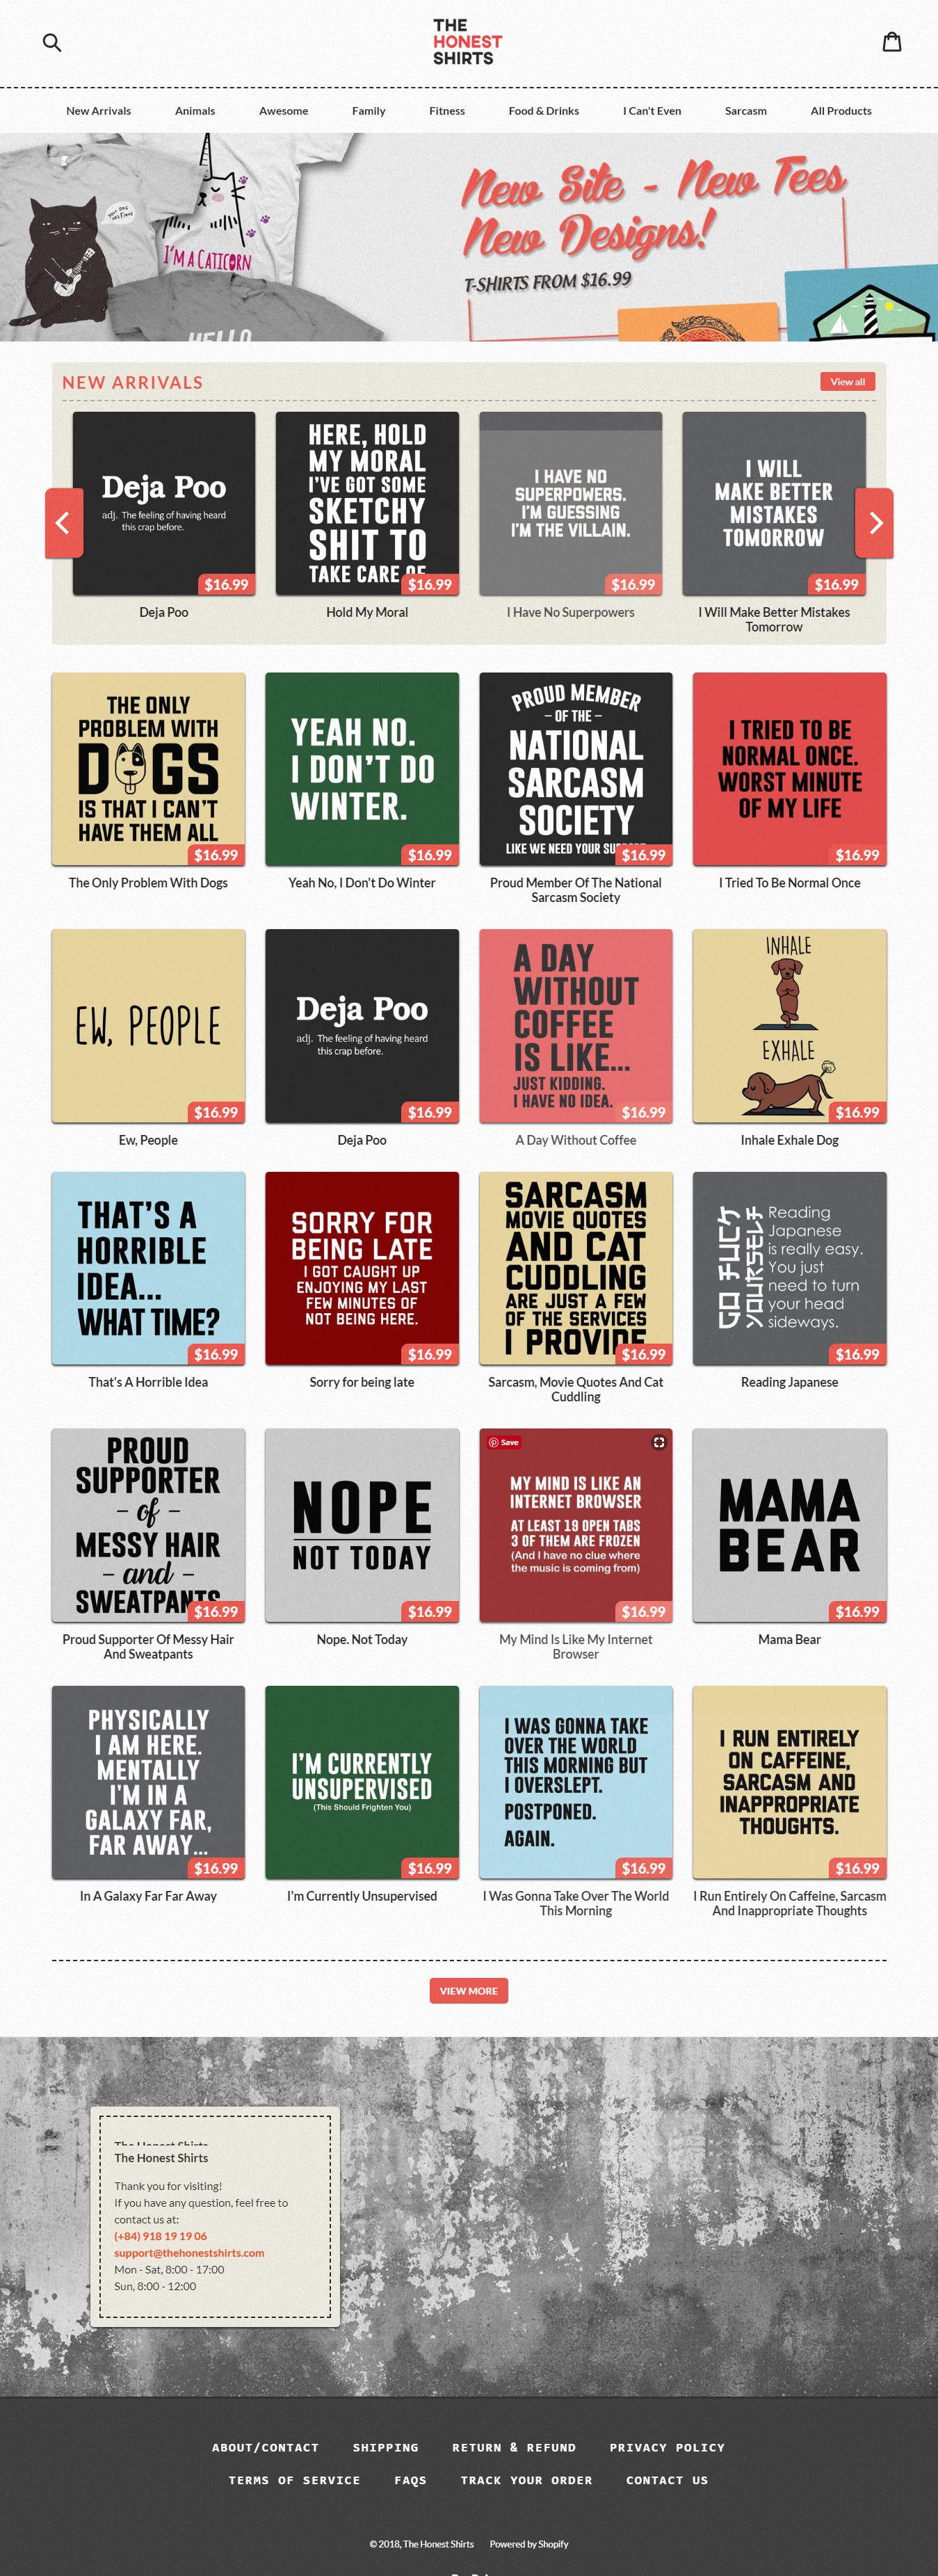 THE
HONEST
SHIRTS
New Arrivals Animals Awesome Family Fitness Food & Drinks I Can't Even Sarcasm All Products
I'M A CATICORN
HELLO
New Site - New Tees
New Designs!
T-SHIRTS FROM $16.99
NEW ARRIVALS
View all
Deja Poo
adj. The feeling of having heard
this crap before.
$16.99
Deja Poo
HERE, HOLD
MY MORAL
I'VE GOT SOME
SKETCHY
SHIT TO
TAKE CARE OF
$16.99
Hold My Moral
I HAVE NO
SUPERPOWERS.
I'M GUESSING
I'M THE VILLAIN.
$16.99
I Have No Superpowers
I WILL
MAKE BETTER
MISTAKES
TOMORROW
$16.99
I Will Make Better Mistakes
Tomorrow
THE ONLY
PROBLEM WITH
DOGS
IS THAT I CAN'T
HAVE THEM ALL
$16.99
The Only Problem With Dogs
YEAH NO.
I DON'T DO
WINTER.
$16.99
Yeah No, I Don't Do Winter
PROUD MEMBER
- OF THE -
NATIONAL
SARCASM
SOCIETY
LIKE WE NEED YOUR
$16.99
Proud Member Of The National
Sarcasm Society
I TRIED TO BE
NORMAL ONCE.
WORST MINUTE
OF MY LIFE
$16.99
I Tried To Be Normal Once
EW, PEOPLE
$16.99
Ew, People
Deja Poo
adj. The feeling of having heard
this crap before.
$16.99
Deja Poo
A DAY
WITHOUT
COFFEE
IS LIKE...
JUST KIDDING.
I HAVE NO IDEA.
$16.99
A Day Without Coffee
INHALE
EXHALE
$16.99
Inhale Exhale Dog
THAT'S A
HORRIBLE
IDEA...
WHAT TIME?
$16.99
That's A Horrible Idea
SORRY FOR
BEING LATE
I GOT CAUGHT UP
ENJOYING MY LAST
FEW MINUTES OF
NOT BEING HERE.
$16.99
Sorry for being late
SARCASM
MOVIE QUOTES
AND CAT
CUDDLING
ARE JUST A FEW
OF THE SERVICES
I PROVIDE
$16.99
Sarcasm, Movie Quotes And Cat
Cuddling
GO FUCK
YOURSELF
Reading
Japanese
is really easy.
You just
need to turn
your head
sideways.
$16.99
Reading Japanese
PROUD
SUPPORTER
- of -
MESSY HAIR
- and -
SWEATPANTS
$16.99
Proud Supporter Of Messy Hair
And Sweatpants
NOPE
NOT TODAY
$16.99
Nope. Not Today
Save
MY MIND IS LIKE AN
INTERNET BROWSER
AT LEAST 19 OPEN TABS
3 OF THEM ARE FROZEN
(And I have no clue where
the music is coming from)
$16.99
My Mind Is Like My Internet
Browser
MAMA
BEAR
$16.99
Mama Bear
PHYSICALLY
I AM HERE.
MENTALLY
I'M IN A
GALAXY FAR,
FAR AWAY...
$16.99
In A Galaxy Far Far Away
I'M CURRENTLY
UNSUPERVISED
(This Should Frighten You)
$16.99
I'm Currently Unsupervised
I WAS GONNA TAKE
OVER THE WORLD
THIS MORNING BUT
I OVERSLEPT.
POSTPONED.
AGAIN.
$16.99
I Was Gonna Take Over The World
This Morning
I RUN ENTIRELY
ON CAFFEINE,
SARCASM AND
INAPPROPRIATE
THOUGHTS.
$16.99
I Run Entirely On Caffeine, Sarcasm
And Inappropriate Thoughts
VIEW MORE
The Honest Shirts
The Honest Shirts
Thank you for visiting!
If you have any question, feel free to
contact us at:
(+84) 918 19 19 06
support@thehonestshirts.com
Mon - Sat, 8:00 - 17:00
Sun, 8:00 - 12:00
ABOUT/CONTACT SHIPPING RETURN & REFUND PRIVACY POLICY
TERMS OF SERVICE FAQS TRACK YOUR ORDER CONTACT US
© 2018, The Honest Shirts Powered by Shopify